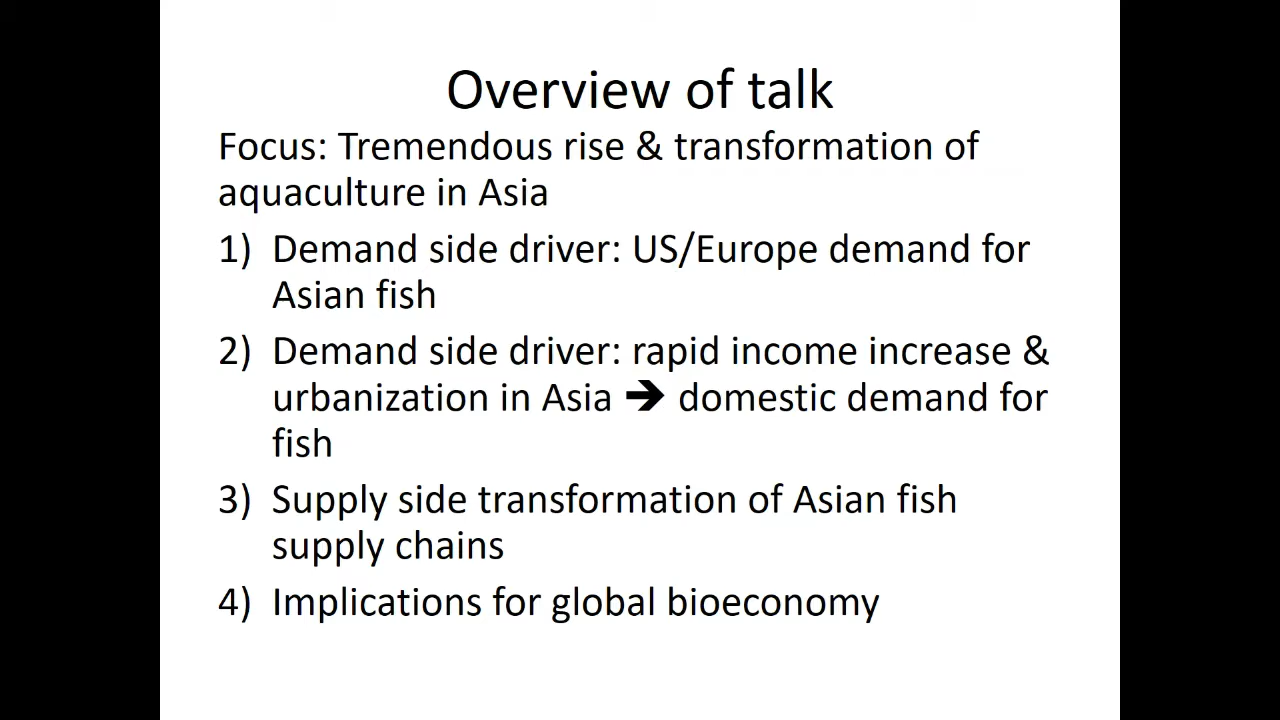 Overview of talk
Focus: Tremendous rise & transformation of
aquaculture in Asia
1) Demand side driver: US/Europe demand for
Asian fish
2) Demand side driver: rapid income increase &
urbanization in Asia ➔ domestic demand for
fish
3) Supply side transformation of Asian fish
supply chains
4) Implications for global bioeconomy